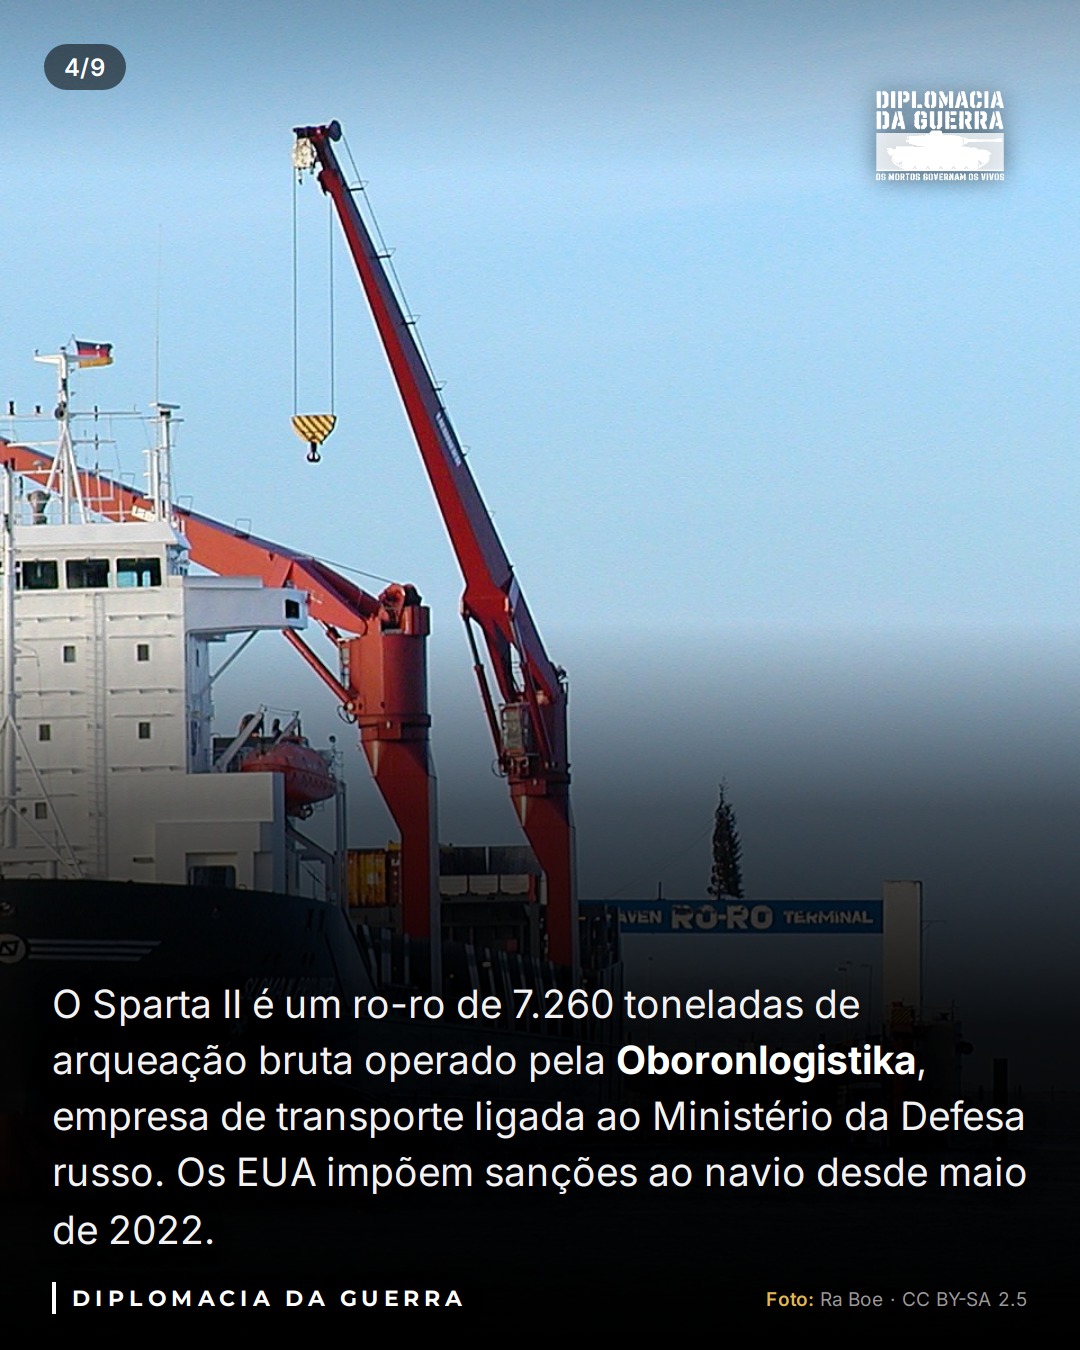 4/9
DIPLOMACIA
DA GUERRA
OS MORTOS GOVERNAM OS VIVOS
AVEN RO-RO TERMINAL
O Sparta II é um ro-ro de 7.260 toneladas de
arqueação bruta operado pela Oboronlogistika,
empresa de transporte ligada ao Ministério da Defesa
russo. Os EUA impõem sanções ao navio desde maio
de 2022.
DIPLOMACIA DA GUERRA
Foto: Ra Boe · CC BY-SA 2.5